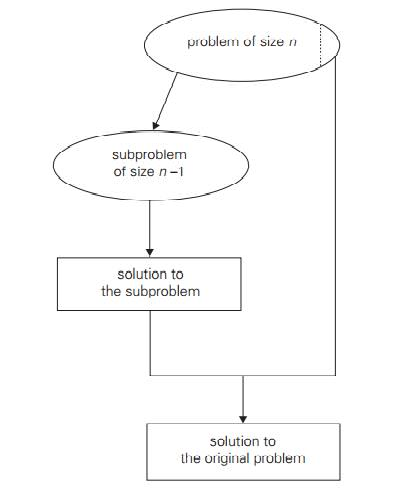 problem of size n
subproblem
of size n –1
solution to
the subproblem
solution to
the original problem